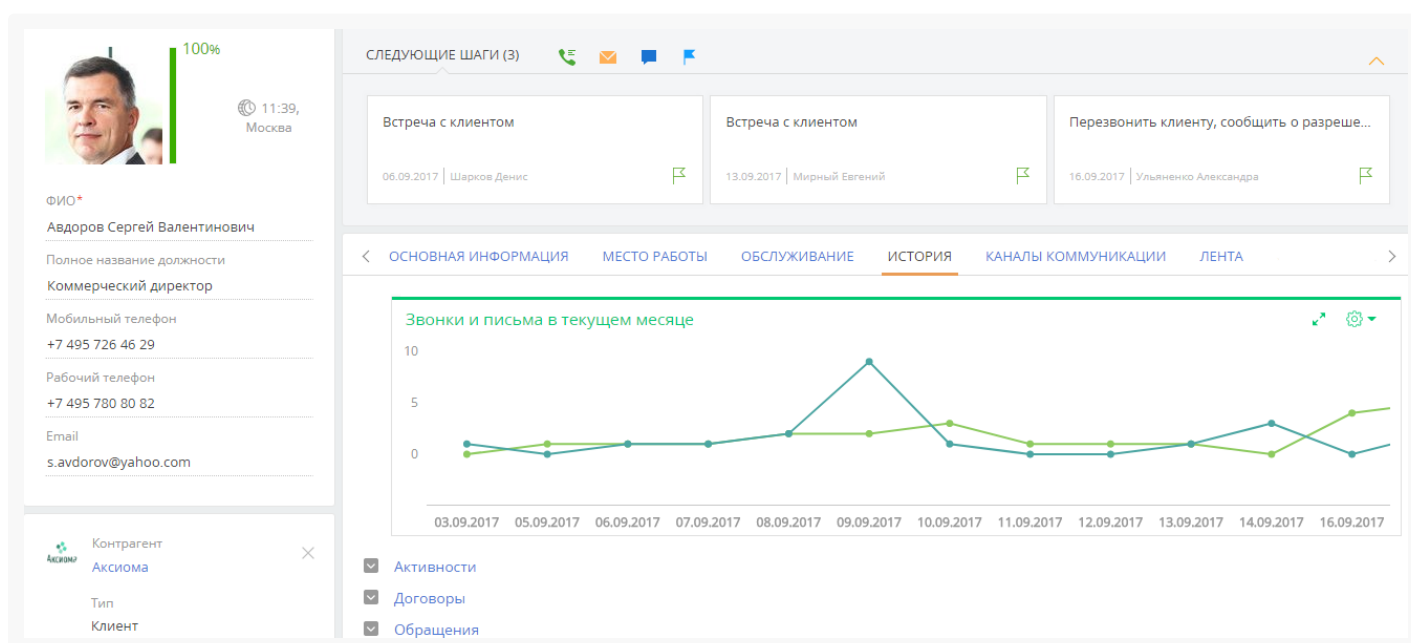 100%
11:39,
Москва
ФИО*
Авдоров Сергей Валентинович
Полное название должности
Коммерческий директор
Мобильный телефон
+7 495 726 46 29
Рабочий телефон
+7 495 780 80 82
Email
s.avdorov@yahoo.com
Аксиома
Контрагент
Аксиома
Тип
Клиент
СЛЕДУЮЩИЕ ШАГИ (3)
Встреча с клиентом
06.09.2017 | Шарков Денис
Встреча с клиентом
13.09.2017 | Мирный Евгений
Перезвонить клиенту, сообщить о разреше...
16.09.2017 | Ульяненко Александра
ОСНОВНАЯ ИНФОРМАЦИЯ МЕСТО РАБОТЫ ОБСЛУЖИВАНИЕ ИСТОРИЯ КАНАЛЫ КОММУНИКАЦИИ ЛЕНТА
Звонки и письма в текущем месяце
10
5
0
03.09.2017 05.09.2017 06.09.2017 07.09.2017 08.09.2017 09.09.2017 10.09.2017 11.09.2017 12.09.2017 13.09.2017 14.09.2017 16.09.2017
Активности
Договоры
Обращения